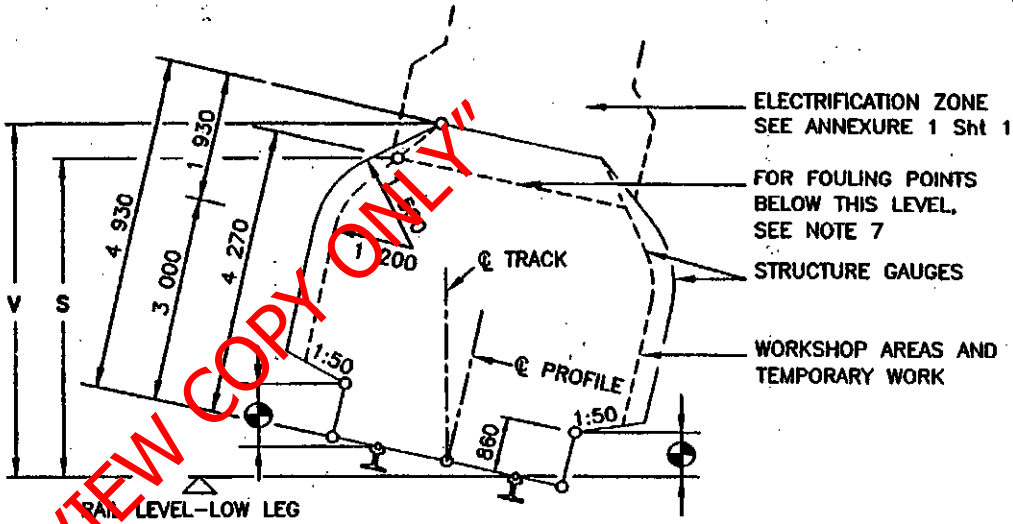 ELECTRIFICATION ZONE
SEE ANNEXURE 1 Sht 1
FOR FOULING POINTS
BELOW THIS LEVEL,
SEE NOTE 7
STRUCTURE GAUGES
WORKSHOP AREAS AND
TEMPORARY WORK
1 930
4 930
3 000
4 270
V
S
1 200
℄ TRACK
℄ PROFILE
1:50
1:50
860
LEVEL-LOW LEG
VIEW COPY ONLY"